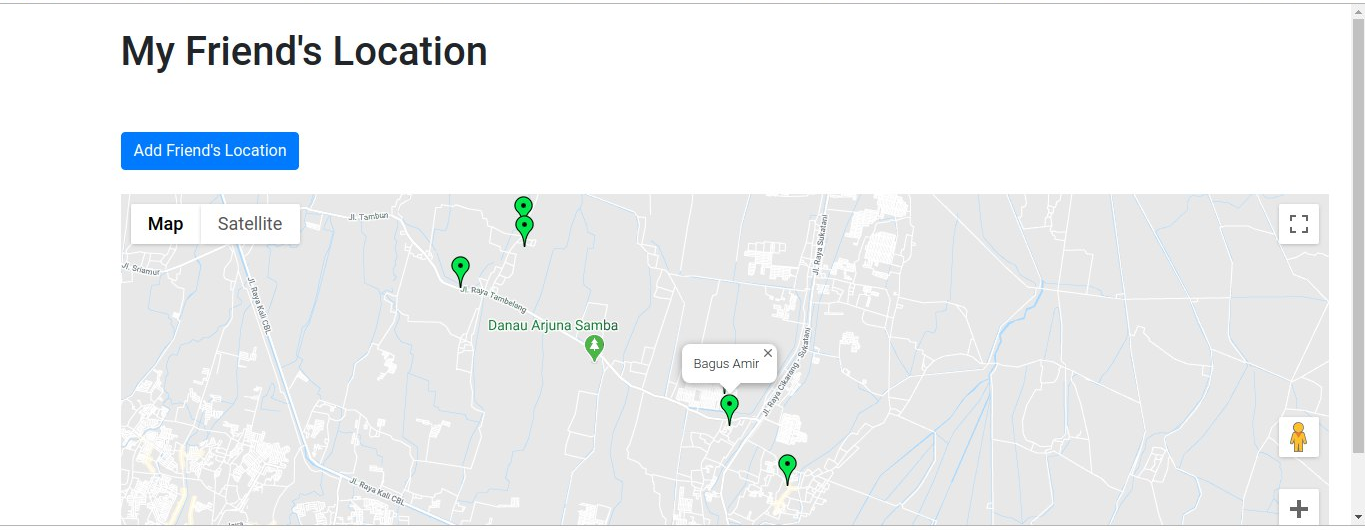 My Friend's Location
Add Friend's Location
Map
Satellite
Jl. Tambun
Jl. Sriamur
Jl. Raya Kali CBL
Jl. Raya Tambelang
Jl. Raya Sukatani
Danau Arjuna Samba
Bagus Amir
Jl. Raya Cikarang - Sukatani
Jl. Raya Kali CBL